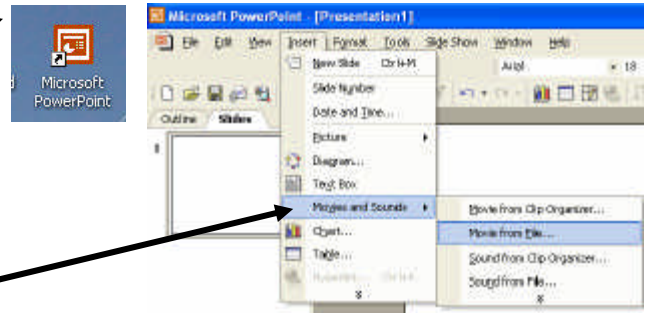 Microsoft
PowerPoint
Microsoft PowerPoint - [Presentation1]
File Edit View Insert Format Tools Slide Show Window Help
New Slide Ctrl+M
Arial 18
Slide Number
Date and Time...
Outline Slides
1
Picture
Diagram...
Text Box
Movies and Sounds
Movie from Clip Organizer...
Chart...
Movie from File...
Table...
Sound from Clip Organizer...
Sound from File...